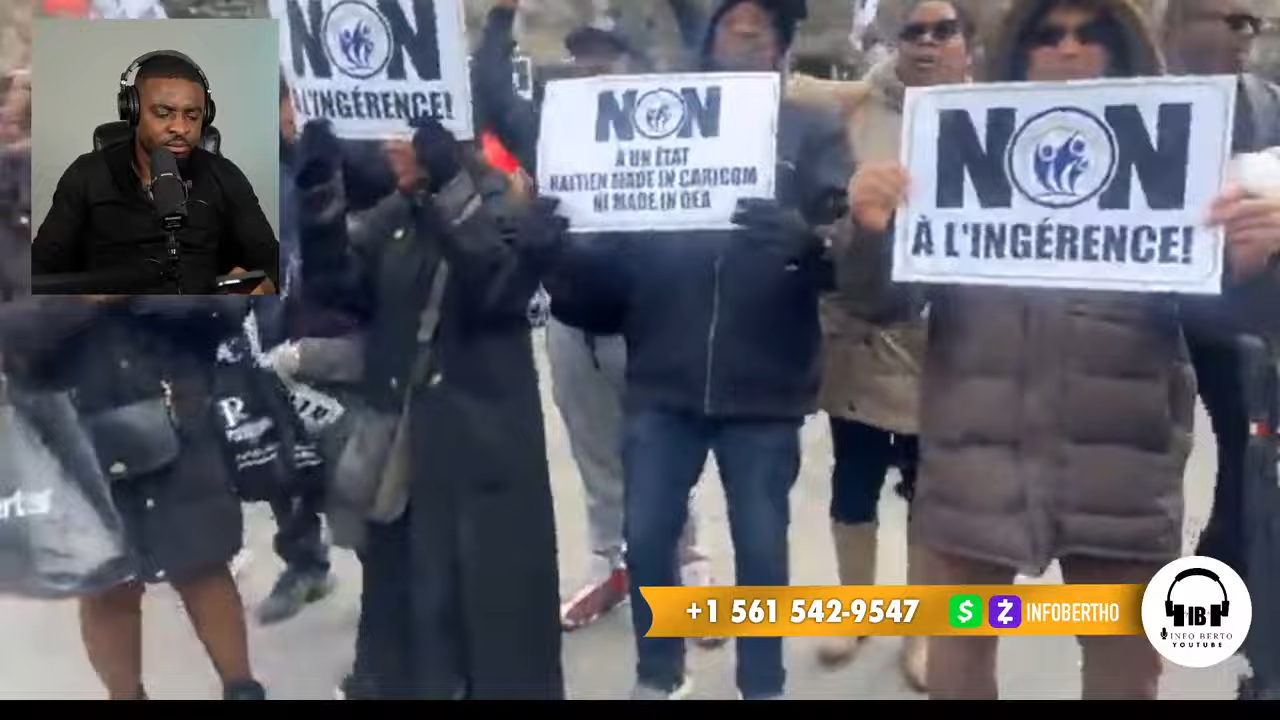 NON
À L'INGÉRENCE!
NON
À UN ÉTAT
HAITIEN MADE IN CARICOM
NI MADE IN OEA
NON
À L'INGÉRENCE!
+1 561 542-9547
$
INFOBERTHO
IB
INFO BERTO
YOUTUBE